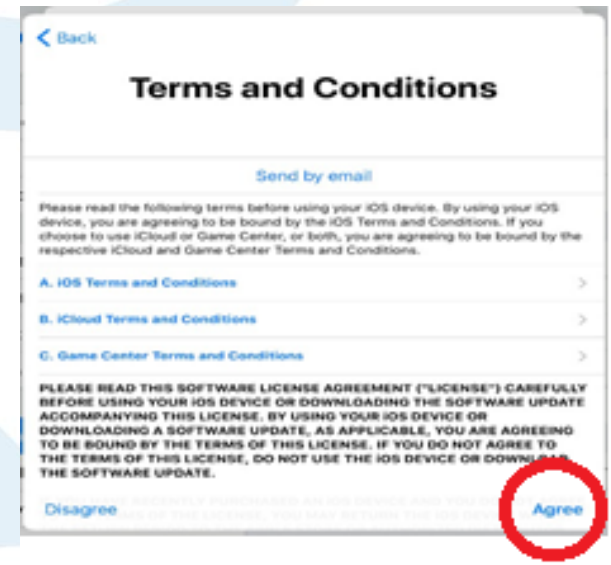 Back
Terms and Conditions
Send by email
Please read the following terms before using your iOS device. By using your iOS
device, you are agreeing to be bound by the iOS Terms and Conditions. If you
choose to use iCloud or Game Center, or both, you are agreeing to be bound by the
respective iCloud and Game Center Terms and Conditions.
A. iOS Terms and Conditions
B. iCloud Terms and Conditions
C. Game Center Terms and Conditions
PLEASE READ THIS SOFTWARE LICENSE AGREEMENT ("LICENSE") CAREFULLY
BEFORE USING YOUR iOS DEVICE OR DOWNLOADING THE SOFTWARE UPDATE
ACCOMPANYING THIS LICENSE. BY USING YOUR iOS DEVICE OR
DOWNLOADING A SOFTWARE UPDATE, AS APPLICABLE, YOU ARE AGREEING
TO BE BOUND BY THE TERMS OF THIS LICENSE. IF YOU DO NOT AGREE TO
THE TERMS OF THIS LICENSE, DO NOT USE THE iOS DEVICE OR DOWNLOAD
THE SOFTWARE UPDATE.
Disagree
Agree